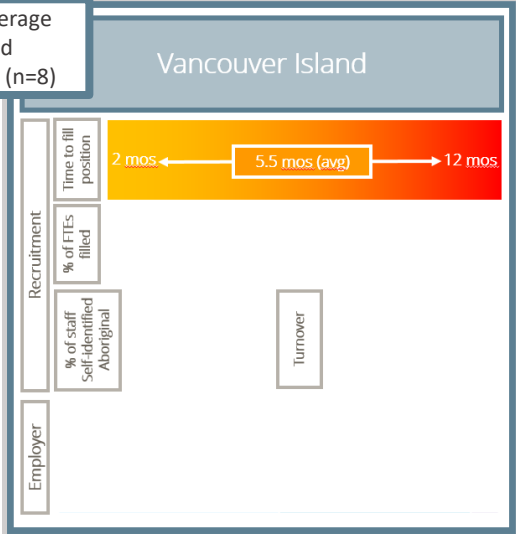 erage
d
(n=8)
Vancouver Island
Recruitment
Time to fill
position
2 mos
5.5 mos (avg)
12 mos
% of FTEs
filled
% of staff
Self-identified
Aboriginal
Turnover
Employer